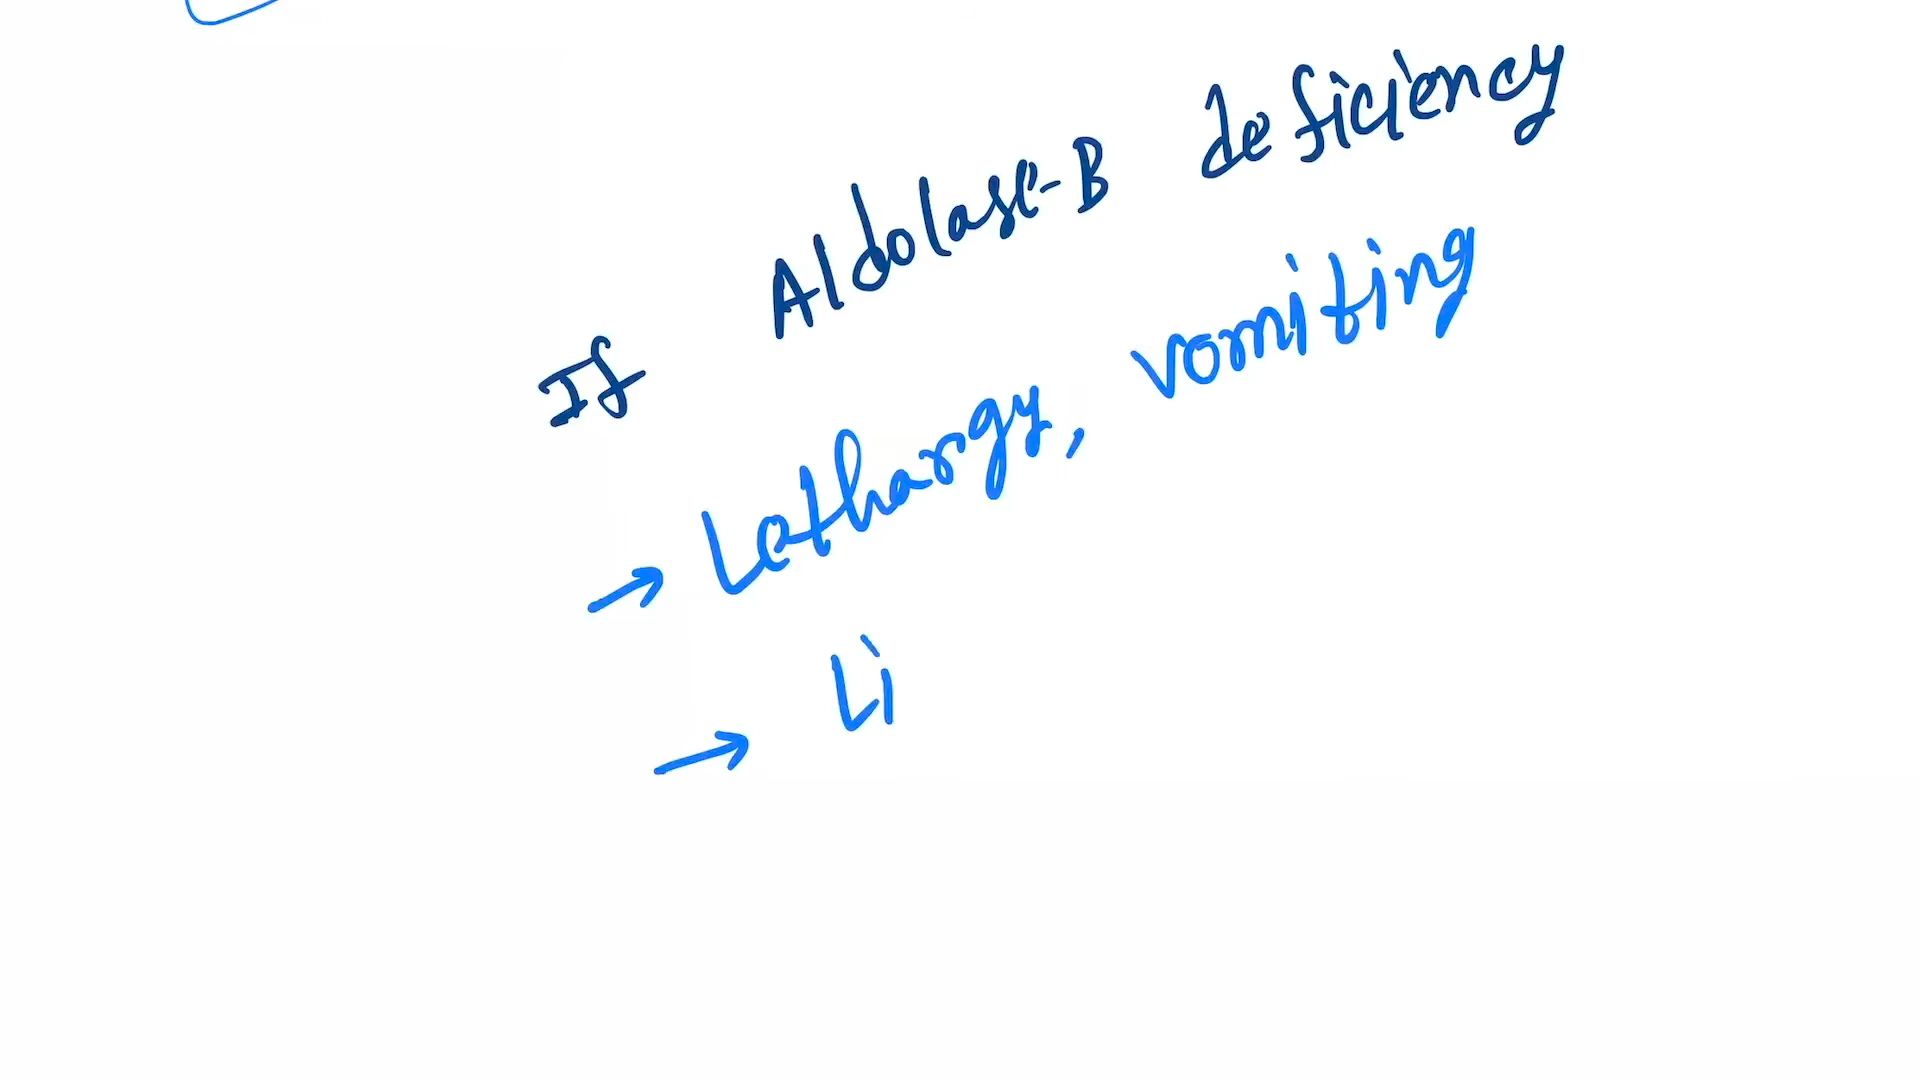 If Aldolase-B deficiency
→ Lethargy, vomiting
→ Li